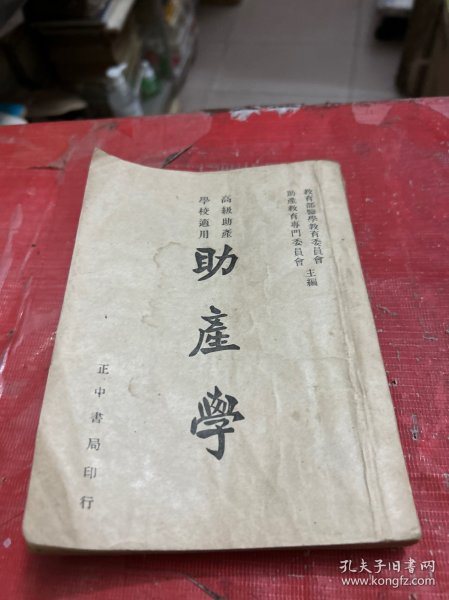 教育部醫學教育委員會
助產教育專門委員會
主編
高級助產
學校適用
助產學
正中書局印行
孔夫子旧书网
www.kongfz.com